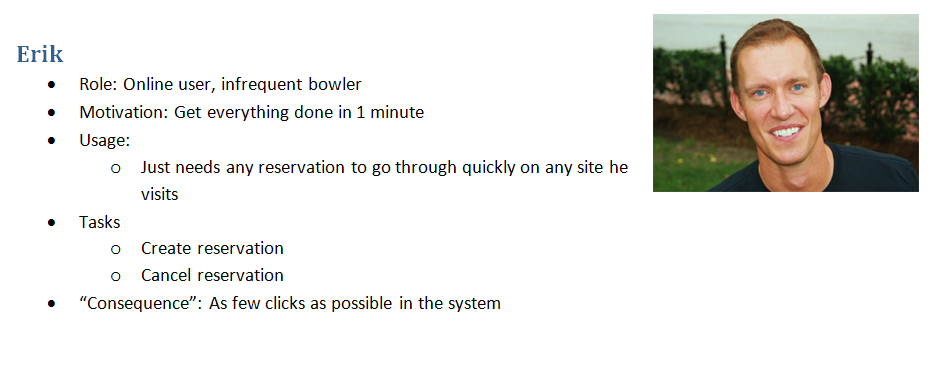 Erik
• Role: Online user, infrequent bowler
• Motivation: Get everything done in 1 minute
• Usage:
o Just needs any reservation to go through quickly on any site he
visits
• Tasks
o Create reservation
o Cancel reservation
• “Consequence”: As few clicks as possible in the system